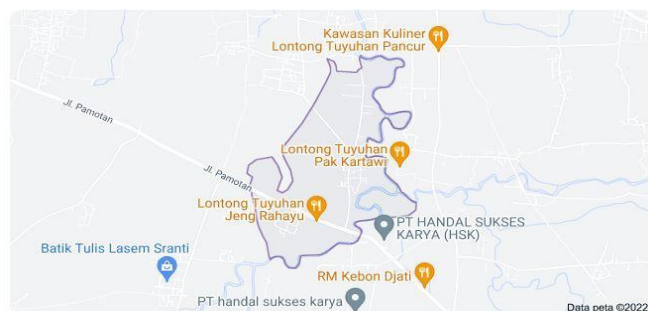 Kawasan Kuliner
Lontong Tuyuhan Pancur
Jl. Pamotan
Lontong Tuyuhan
Pak Kartawi
Jl. Pamotan
Lontong Tuyuhan
Jeng Rahayu
PT HANDAL SUKSES
KARYA (HSK)
Batik Tulis Lasem Sranti
RM Kebon Djati
PT handal sukses karya
Data peta ©2022